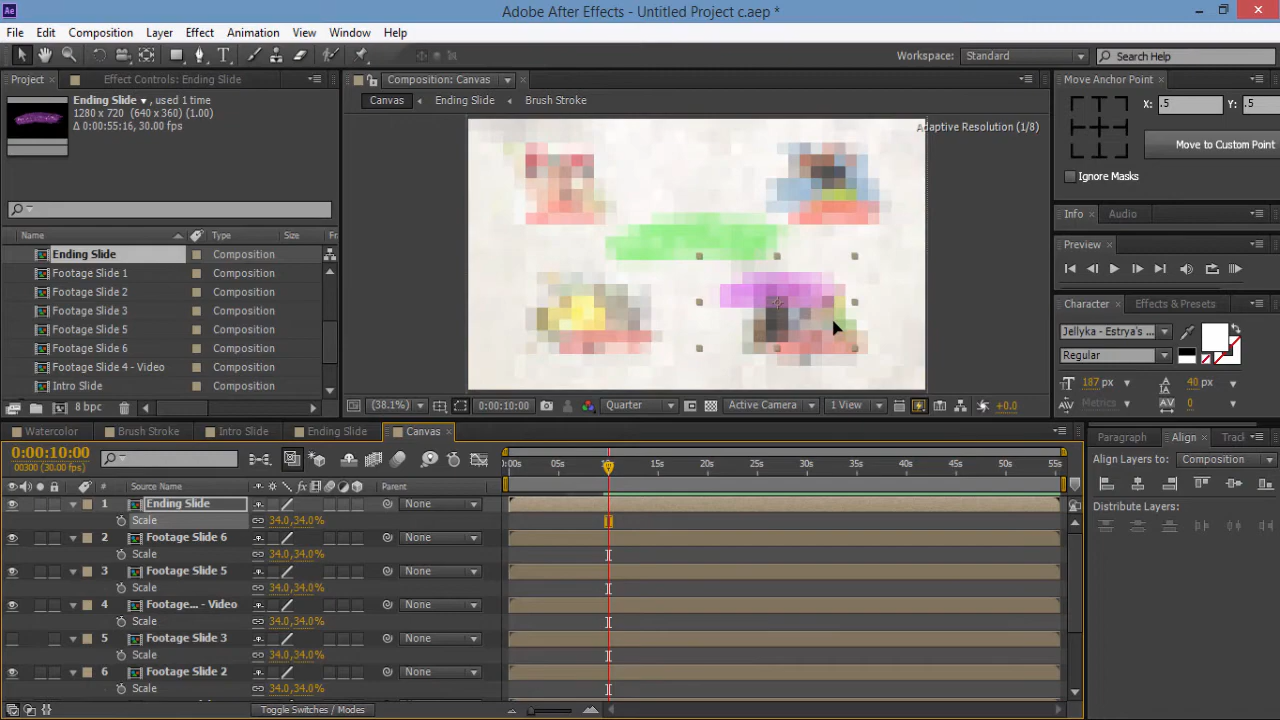 Adobe After Effects - Untitled Project c.aep *
File Edit Composition Layer Effect Animation View Window Help
Workspace: Standard Search Help
Project Effect Controls: Ending Slide
Composition: Canvas
Move Anchor Point
Ending Slide , used 1 time
1280 x 720 (640 x 360) (1.00)
Δ 0:00:55:16, 30.00 fps
Canvas Ending Slide Brush Stroke
Adaptive Resolution (1/8)
X: .5 Y: .5
Move to Custom Point
Ignore Masks
Info Audio
Preview
Character Effects & Presets
Jellyka - Estrya's ...
Regular
187 px 40 px
Metrics 0
Name Type Size Fr
Ending Slide Composition
Footage Slide 1 Composition
Footage Slide 2 Composition
Footage Slide 3 Composition
Footage Slide 5 Composition
Footage Slide 6 Composition
Footage Slide 4 - Video Composition
Intro Slide Composition
8 bpc
(38.1%) 0:00:10:00 Quarter Active Camera 1 View +0.0
Watercolor Brush Stroke Intro Slide Ending Slide Canvas
Paragraph Align Tracl
0:00:10:00
00300 (30.00 fps)
Align Layers to: Composition
Distribute Layers:
# Source Name Parent
:00s 05s 10s 15s 20s 25s 30s 35s 40s 45s 50s 55s
1 Ending Slide None
Scale 34.0,34.0%
2 Footage Slide 6 None
Scale 34.0,34.0%
3 Footage Slide 5 None
Scale 34.0,34.0%
4 Footage... - Video None
Scale 34.0,34.0%
5 Footage Slide 3 None
Scale 34.0,34.0%
6 Footage Slide 2 None
Scale 34.0,34.0%
Toggle Switches / Modes